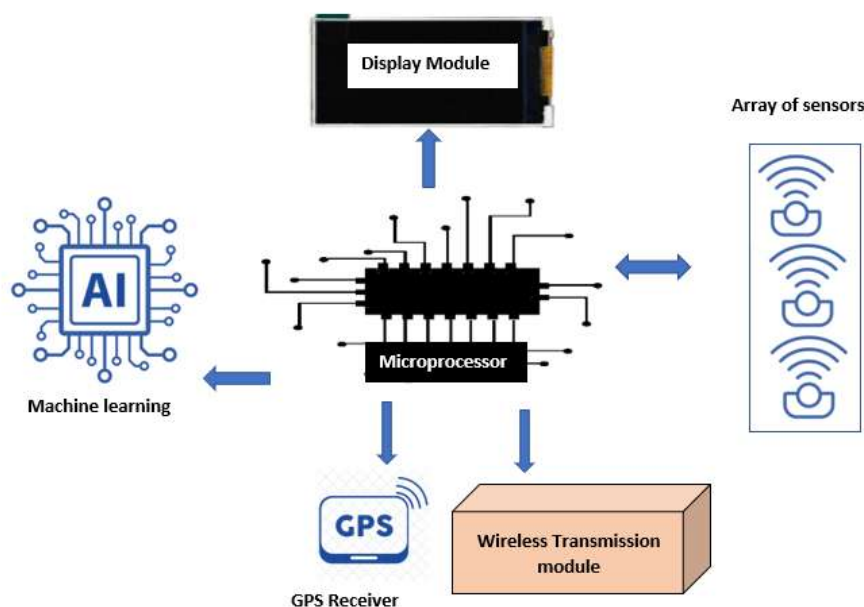 Display Module
Array of sensors
AI
Microprocessor
Machine learning
GPS
Wireless Transmission
module
GPS Receiver